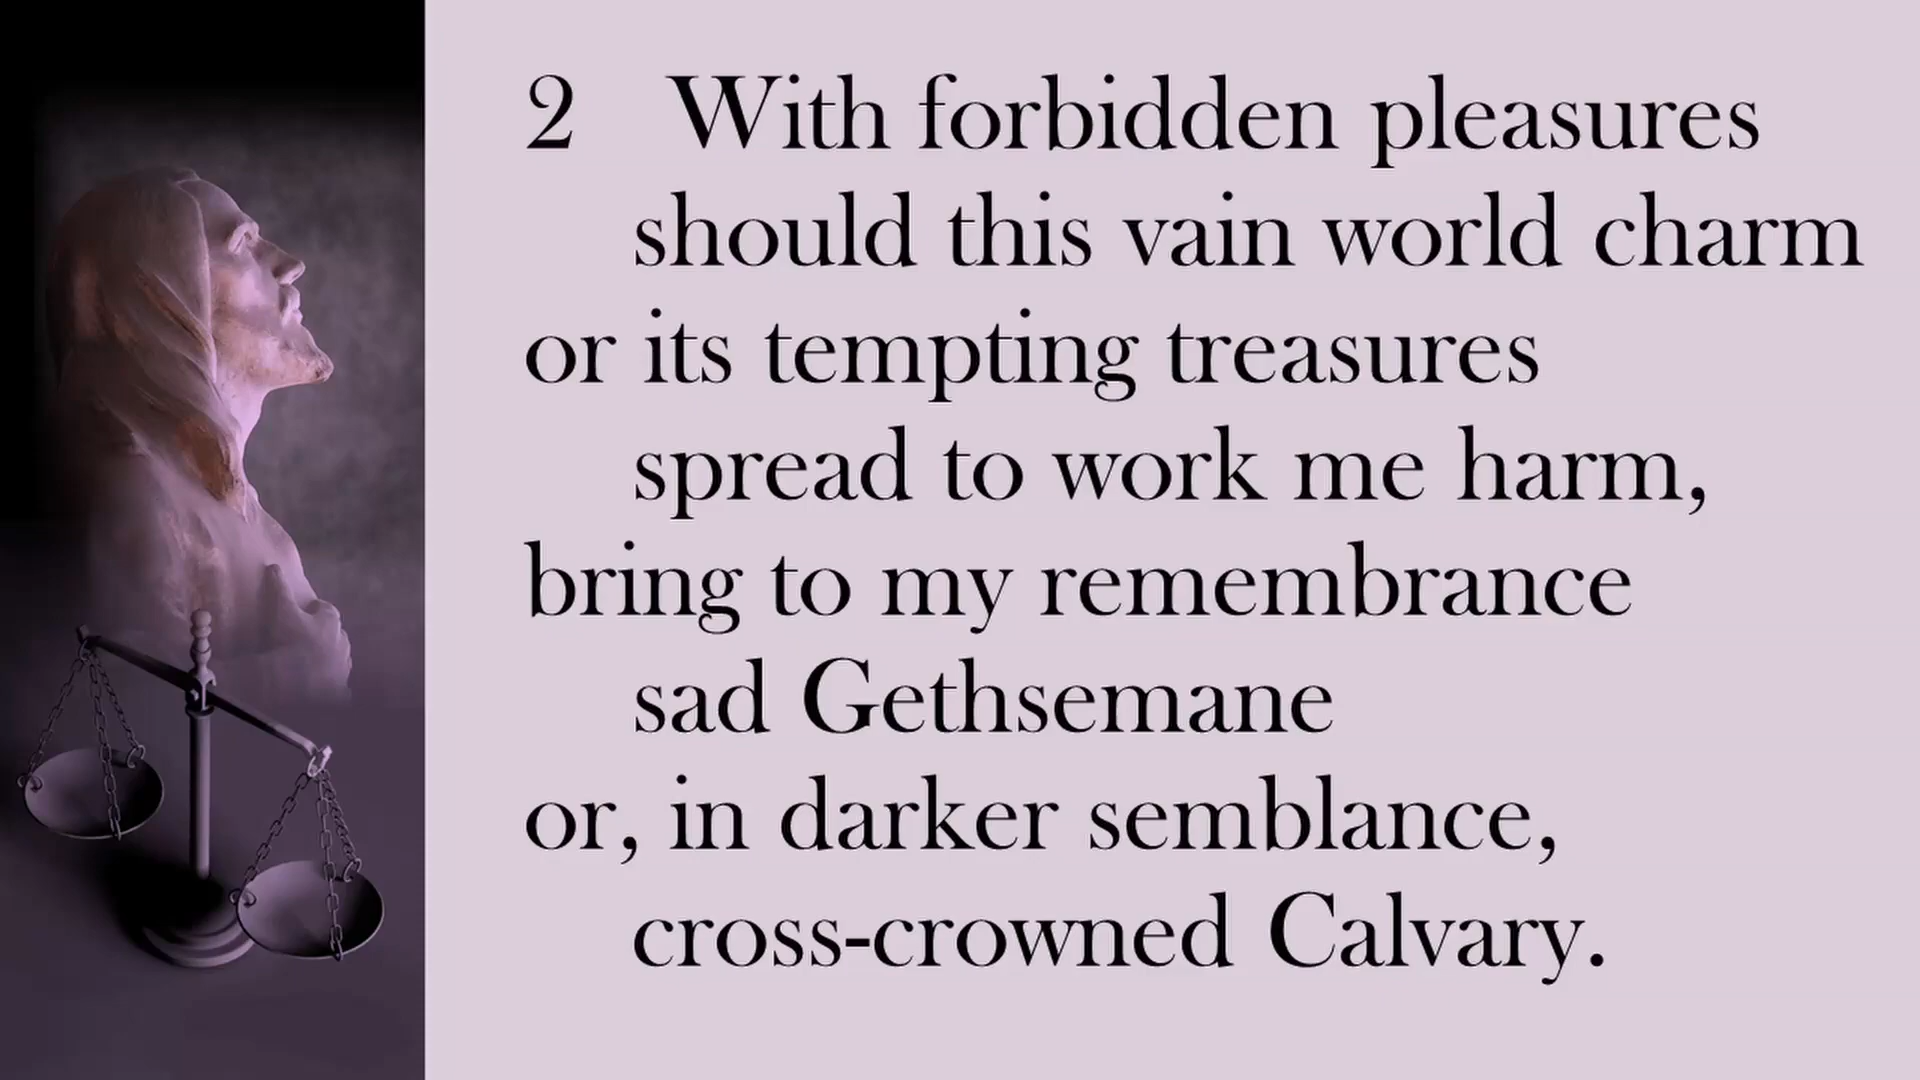 2 With forbidden pleasures
should this vain world charm
or its tempting treasures
spread to work me harm,
bring to my remembrance
sad Gethsemane
or, in darker semblance,
cross-crowned Calvary.